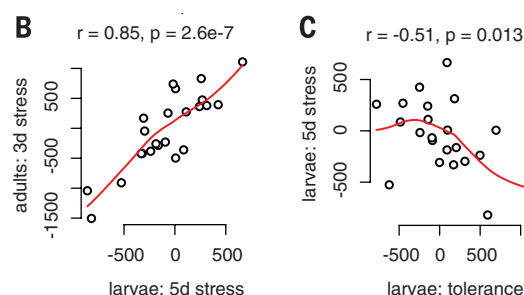 B
r = 0.85, p = 2.6e-7
adults: 3d stress
500
-500
-1500
-500
0
500
larvae: 5d stress
C
r = -0.51, p = 0.013
larvae: 5d stress
500
0
-500
-500
0
500
larvae: tolerance